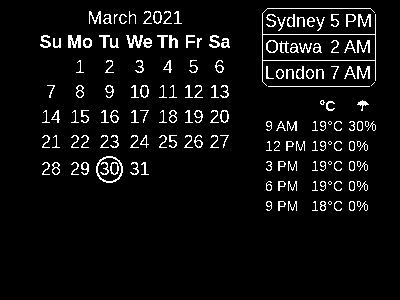 March 2021
Su Mo Tu We Th Fr Sa
1 2 3 4 5 6
7 8 9 10 11 12 13
14 15 16 17 18 19 20
21 22 23 24 25 26 27
28 29 30 31
Sydney 5 PM
Ottawa 2 AM
London 7 AM
°C ☂
9 AM 19°C 30%
12 PM 19°C 0%
3 PM 19°C 0%
6 PM 19°C 0%
9 PM 18°C 0%